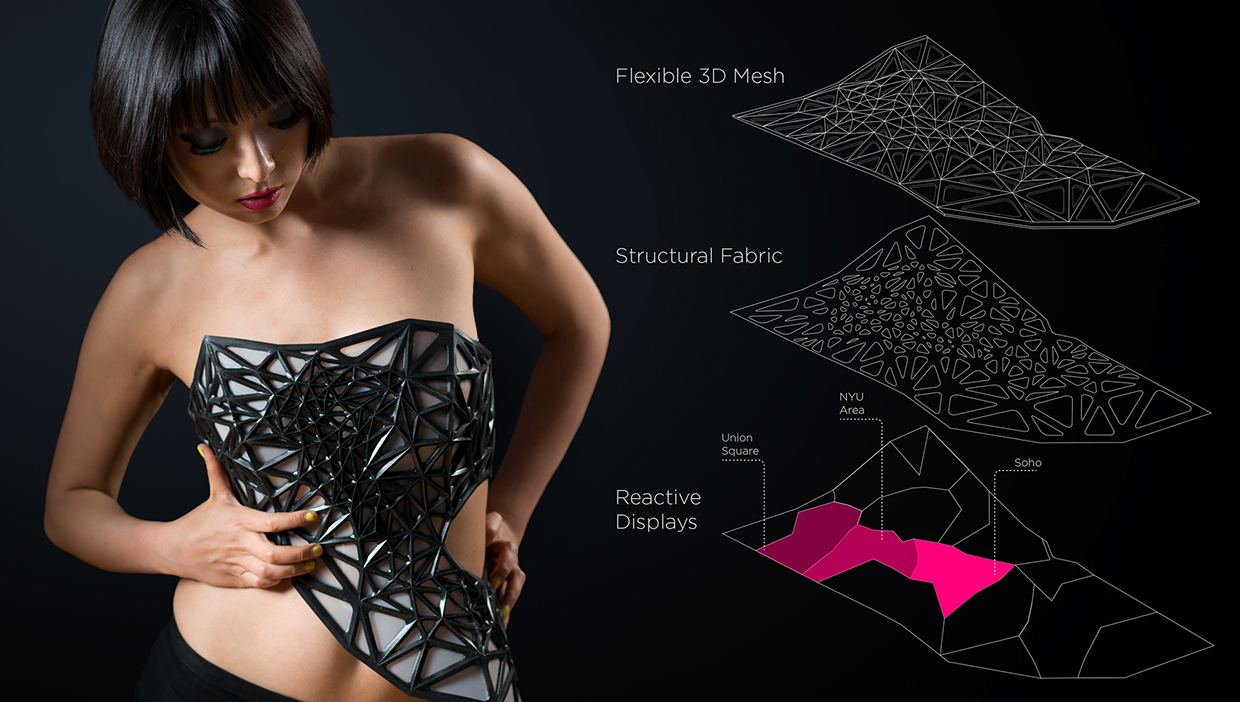 Flexible 3D Mesh
Structural Fabric
NYU
Area
Union
Square
Soho
Reactive
Displays